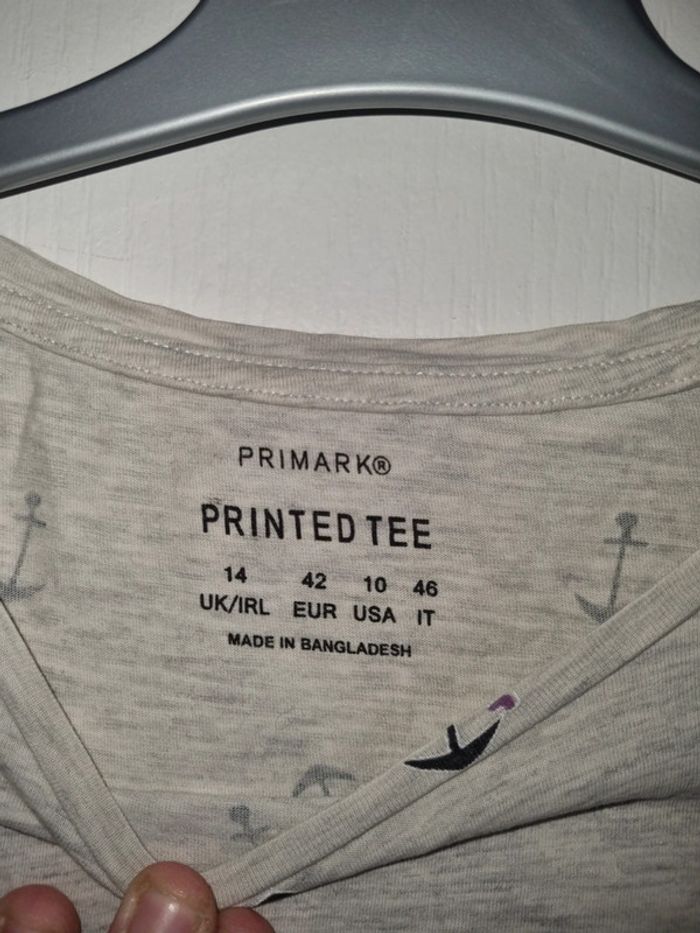 PRIMARK®
PRINTED TEE
14 42 10 46
UK/IRL EUR USA IT
MADE IN BANGLADESH